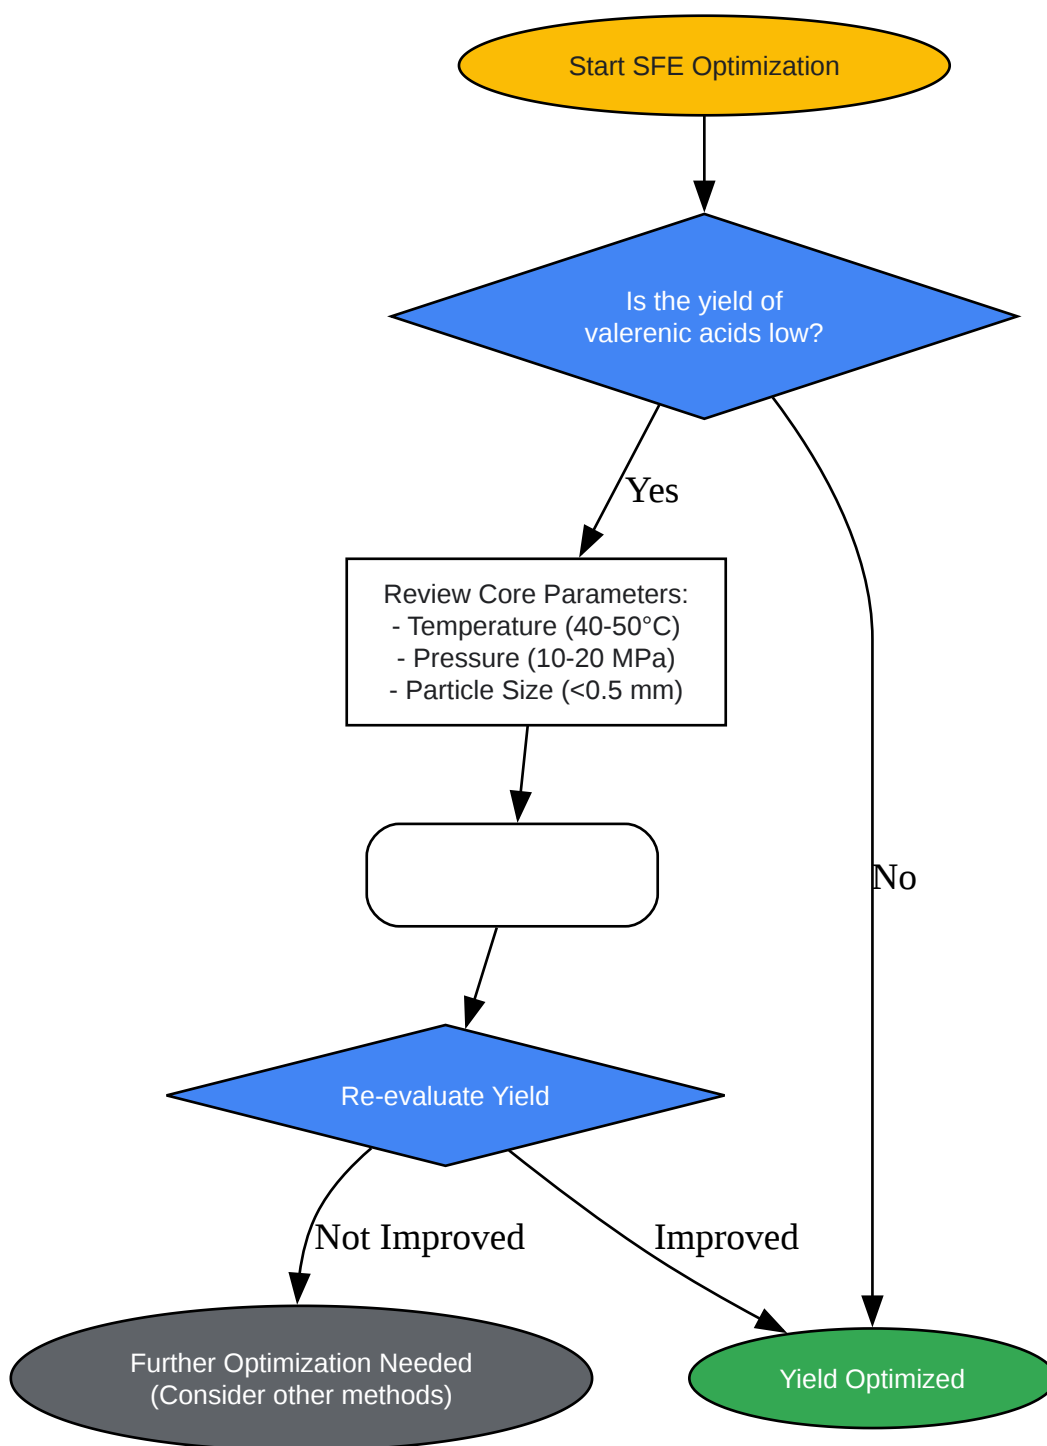 Start SFE Optimization
Is the yield of
valerenic acids low?
Yes
Review Core Parameters:
- Temperature (40-50°C)
- Pressure (10-20 MPa)
- Particle Size (<0.5 mm)
No
Re-evaluate Yield
Not Improved
Improved
Further Optimization Needed
(Consider other methods)
Yield Optimized